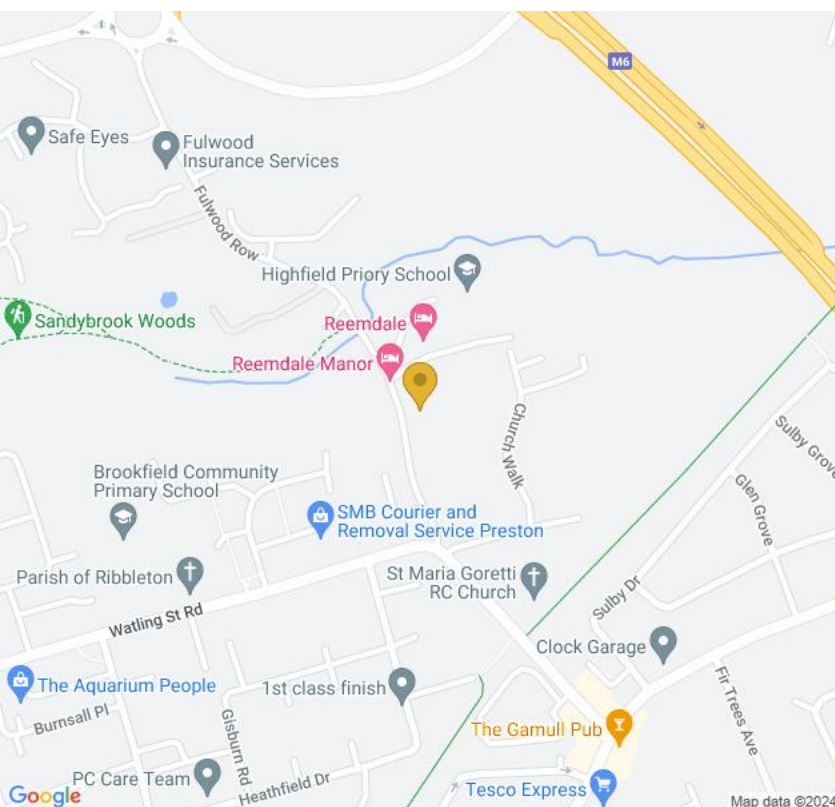 M6
Safe Eyes
Fulwood
Insurance Services
Fulwood Row
Highfield Priory School
Sandybrook Woods
Reemdale
Reemdale Manor
Church Walk
Sulby Grove
Brookfield Community
Primary School
Glen Grove
SMB Courier and
Removal Service Preston
Parish of Ribbleton
St Maria Goretti
RC Church
Sulby Dr
Watling St Rd
Clock Garage
The Aquarium People
1st class finish
Fir Trees Ave
Burnsall Pl
Gisburn Rd
The Gamull Pub
PC Care Team
Heathfield Dr
Tesco Express
Google
Map data ©2024